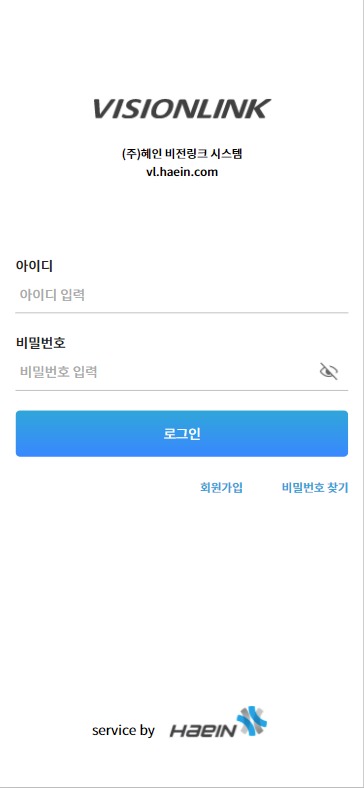 VISIONLINK
(주)혜인 비전링크 시스템
vl.haein.com
아이디
아이디 입력
비밀번호
비밀번호 입력
로그인
회원가입 비밀번호 찾기
service by HaeIN